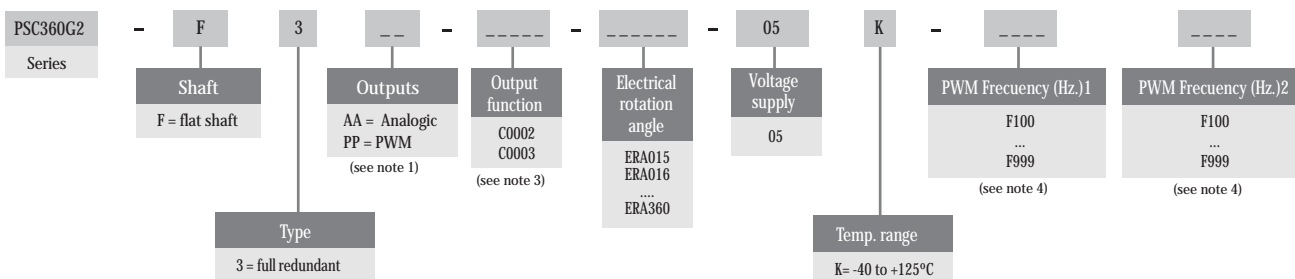 PSC360G2 - F 3 _ _ - _ _ _ _ _ - _ _ _ _ _ _ - 05 K - _ _ _ _ _ _ _ _
Series
Shaft
F = flat shaft
Type
3 = full redundant
Outputs
AA = Analogic
PP = PWM
(see note 1)
Output
function
C0002
C0003
(see note 3)
Electrical
rotation
angle
ERA015
ERA016
....
ERA360
Voltage
supply
05
Temp. range
K= -40 to +125ºC
PWM Frecuency (Hz.)1
F100
...
F999
(see note 4)
PWM Frecuency (Hz.)2
F100
...
F999
(see note 4)